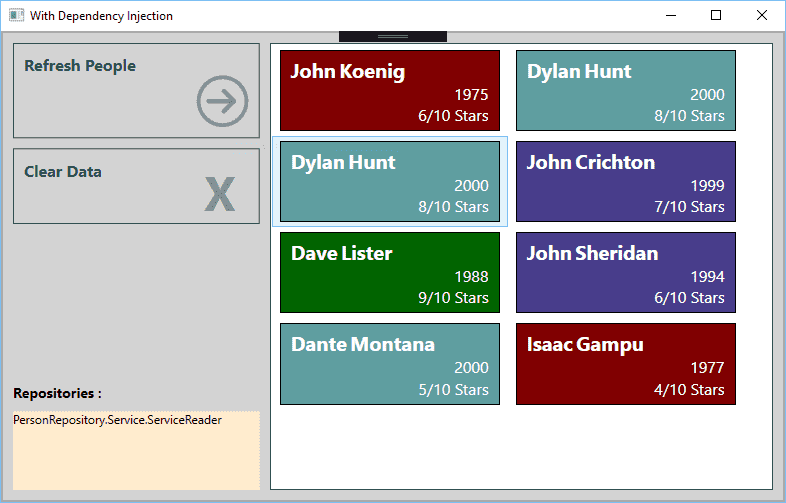 With Dependency Injection
Refresh People
Clear Data
X
Repositories :
PersonRepository.Service.ServiceReader
John Koenig
1975
6/10 Stars
Dylan Hunt
2000
8/10 Stars
Dylan Hunt
2000
8/10 Stars
John Crichton
1999
7/10 Stars
Dave Lister
1988
9/10 Stars
John Sheridan
1994
6/10 Stars
Dante Montana
2000
5/10 Stars
Isaac Gampu
1977
4/10 Stars